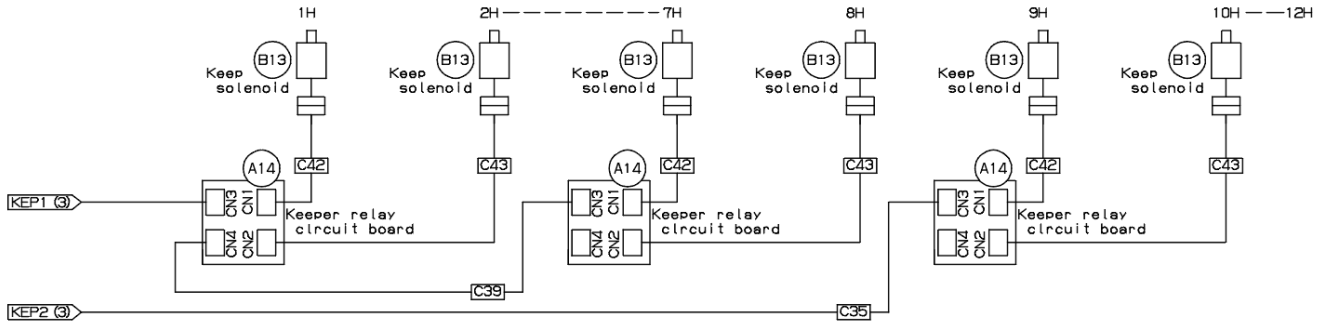 1H 2H 7H 8H 9H 10H 12H
B13 B13 B13 B13 B13 B13
Keep solenoid
Keep solenoid
Keep solenoid
Keep solenoid
Keep solenoid
Keep solenoid
C42 C43 C42 C43 C42 C43
A14 A14 A14
KEP1 (3)
CN3 CN1 CN3 CN1 CN3 CN1
Keeper relay
circuit board
Keeper relay
circuit board
Keeper relay
circuit board
CN4 CN2 CN4 CN2 CN4 CN2
C39
KEP2 (3)
C35